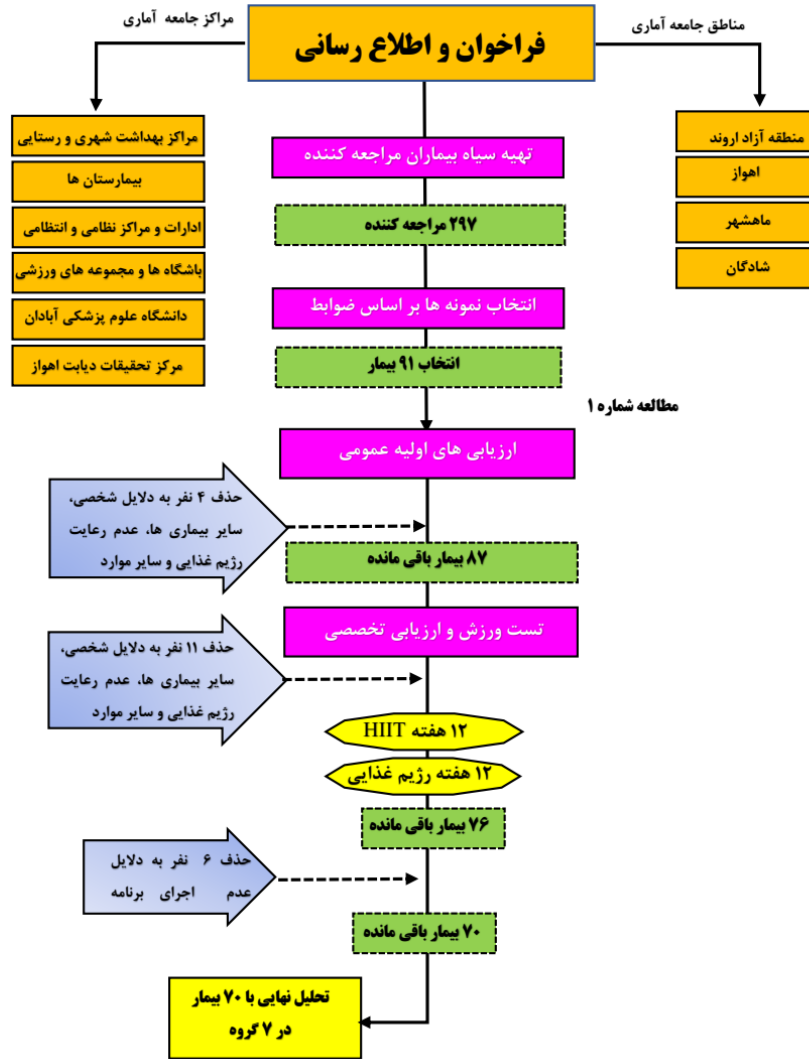 فراخوان و اطلاع رسانی
مناطق جامعه آماری
مراکز جامعه آماری
منطقه آزاد اروند
اهواز
ماهشهر
شادگان
مراکز بهداشت شهری و رستایی
بیمارستان ها
ادارات و مراکز نظامی و انتظامی
باشگاه ها و مجموعه های ورزشی
دانشگاه علوم پزشکی آبادان
مرکز تحقیقات دیابت اهواز
تهیه سیاه بیماران مراجعه کننده
۲۹۷ مراجعه کننده
انتخاب نمونه ها بر اساس ضوابط
انتخاب ۹۱ بیمار
مطالعه شماره ۱
ارزیابی های اولیه عمومی
حذف ۴ نفر به دلایل شخصی،
سایر بیماری ها، عدم رعایت
رژیم غذایی و سایر موارد
۸۷ بیمار باقی مانده
تست ورزش و ارزیابی تخصصی
حذف ۱۱ نفر به دلایل شخصی،
سایر بیماری ها، عدم رعایت
رژیم غذایی و سایر موارد
۱۲ هفته HIIT
۱۲ هفته رژیم غذایی
۷۶ بیمار باقی مانده
حذف ۶ نفر به دلایل
عدم اجرای برنامه
۷۰ بیمار باقی مانده
تحلیل نهایی با ۷۰ بیمار
در ۷ گروه